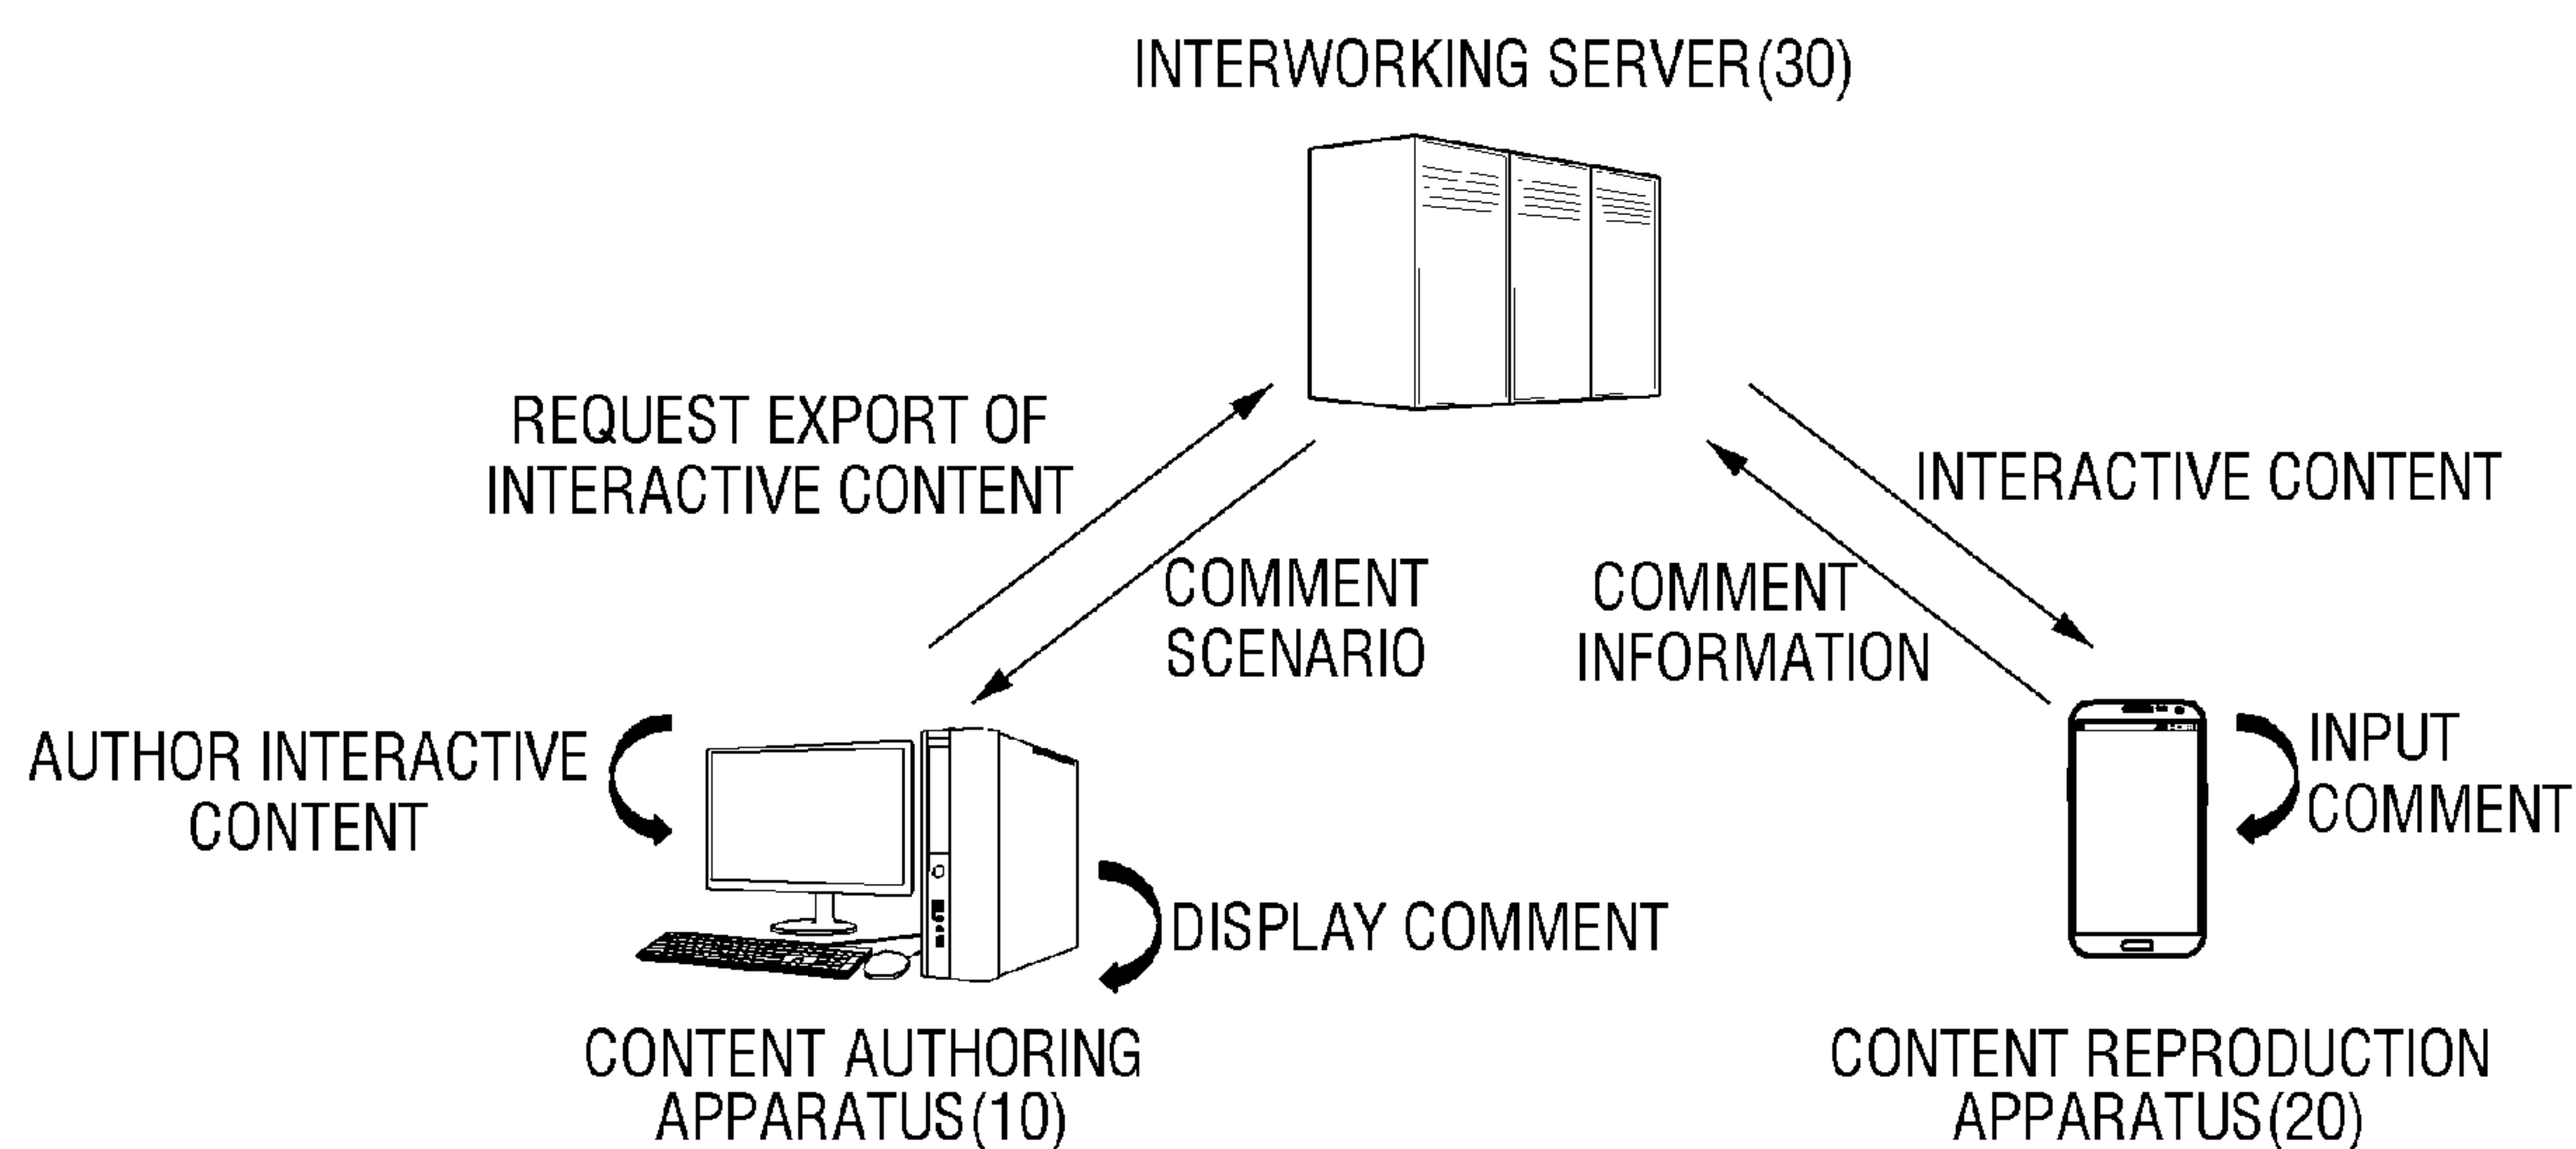 INTERWORKING SERVER(30)
REQUEST EXPORT OF
INTERACTIVE CONTENT
INTERACTIVE CONTENT
COMMENT
SCENARIO
COMMENT
INFORMATION
AUTHOR INTERACTIVE
CONTENT
INPUT
COMMENT
DISPLAY COMMENT
CONTENT AUTHORING
APPARATUS(10)
CONTENT REPRODUCTION
APPARATUS(20)